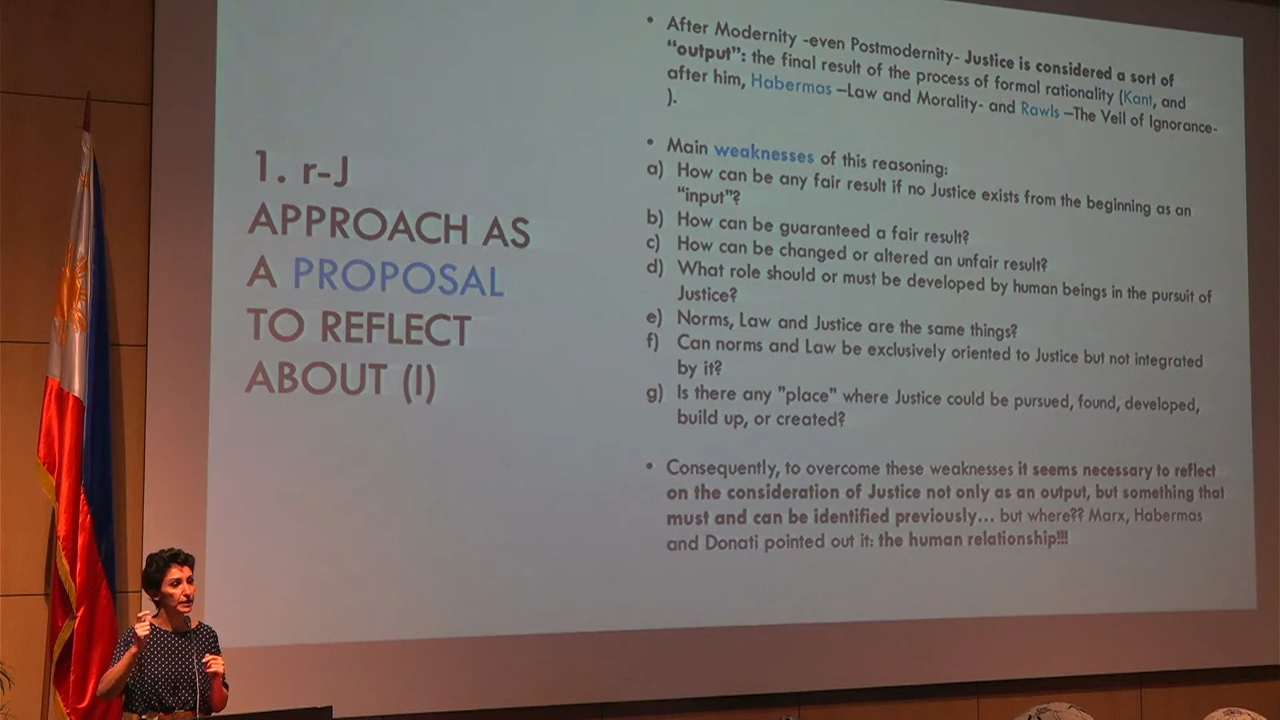 1. r-J
APPROACH AS
A PROPOSAL
TO REFLECT
ABOUT (I)
• After Modernity -even Postmodernity- Justice is considered a sort of
“output”: the final result of the process of formal rationality (Kant, and
after him, Habermas –Law and Morality- and Rawls –The Veil of Ignorance-
).
• Main weaknesses of this reasoning:
a) How can be any fair result if no Justice exists from the beginning as an
“input”?
b) How can be guaranteed a fair result?
c) How can be changed or altered an unfair result?
d) What role should or must be developed by human beings in the pursuit of
Justice?
e) Norms, Law and Justice are the same things?
f) Can norms and Law be exclusively oriented to Justice but not integrated
by it?
g) Is there any "place" where Justice could be pursued, found, developed,
build up, or created?
• Consequently, to overcome these weaknesses it seems necessary to reflect
on the consideration of Justice not only as an output, but something that
must and can be identified previously... but where?? Marx, Habermas
and Donati pointed out it: the human relationship!!!